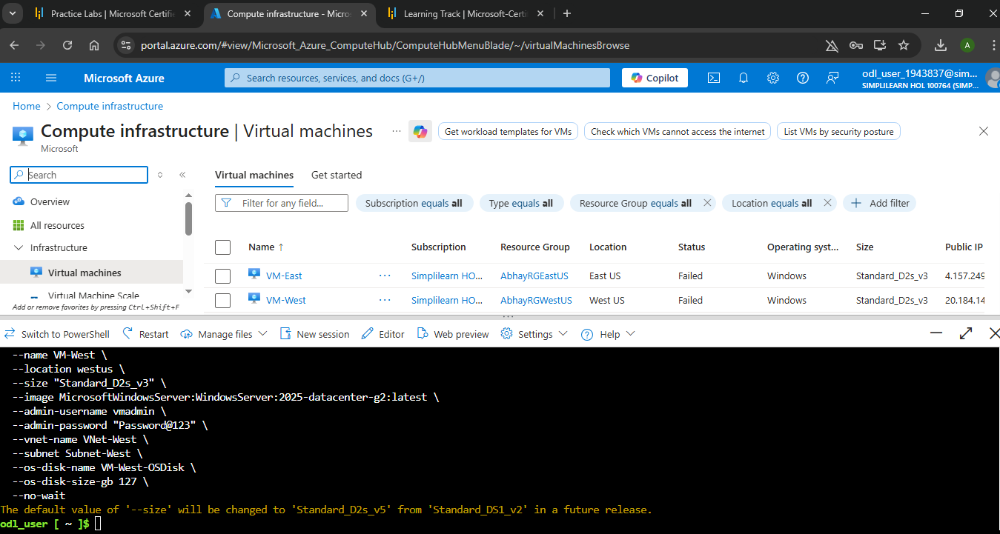 Practice Labs | Microsoft Certifi
Compute infrastructure - Micros
Learning Track | Microsoft-Certi
portal.azure.com/#view/Microsoft_Azure_ComputeHub/ComputeHubMenuBlade/~/virtualMachinesBrowse
A
Microsoft Azure
Search resources, services, and docs (G+/)
Copilot
odl_user_1943837@sim...
SIMPLILEARN HOL 100764 (SIMP...
Home > Compute infrastructure
Compute infrastructure | Virtual machines
...
Get workload templates for VMs
Check which VMs cannot access the internet
List VMs by security posture
Microsoft
Search
Virtual machines
Get started
Overview
All resources
Infrastructure
Virtual machines
Virtual Machine Scale
Add or remove favorites by pressing Ctrl+Shift+F
Filter for any field...
Subscription equals all
Type equals all
Resource Group equals all
Location equals all
Add filter
Name ↑ Subscription Resource Group Location Status Operating syst... Size Public IP
VM-East ... Simplilearn HO... AbhayRGEastUS East US Failed Windows Standard_D2s_v3 4.157.249
VM-West ... Simplilearn HO... AbhayRGWestUS West US Failed Windows Standard_D2s_v3 20.184.14
Switch to PowerShell Restart Manage files New session Editor Web preview Settings Help
--name VM-West \
--location westus \
--size "Standard_D2s_v3" \
--image MicrosoftWindowsServer:WindowsServer:2025-datacenter-g2:latest \
--admin-username vmadmin \
--admin-password "Password@123" \
--vnet-name VNet-West \
--subnet Subnet-West \
--os-disk-name VM-West-OSDisk \
--os-disk-size-gb 127 \
--no-wait
The default value of '--size' will be changed to 'Standard_D2s_v5' from 'Standard_DS1_v2' in a future release.
odl_user [ ~ ]$